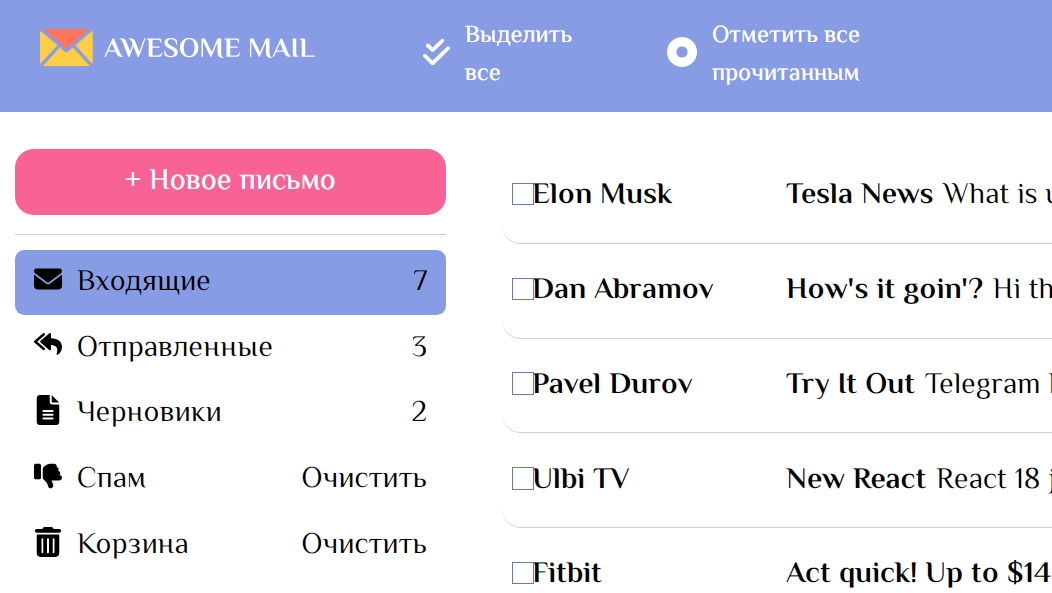 AWESOME MAIL
Выделить
все
Отметить все
прочитанным
+ Новое письмо
Входящие 7
Отправленные 3
Черновики 2
Спам Очистить
Корзина Очистить
Elon Musk Tesla News What is
Dan Abramov How's it goin'? Hi th
Pavel Durov Try It Out Telegram
Ulbi TV New React React 18 j
Fitbit Act quick! Up to $14